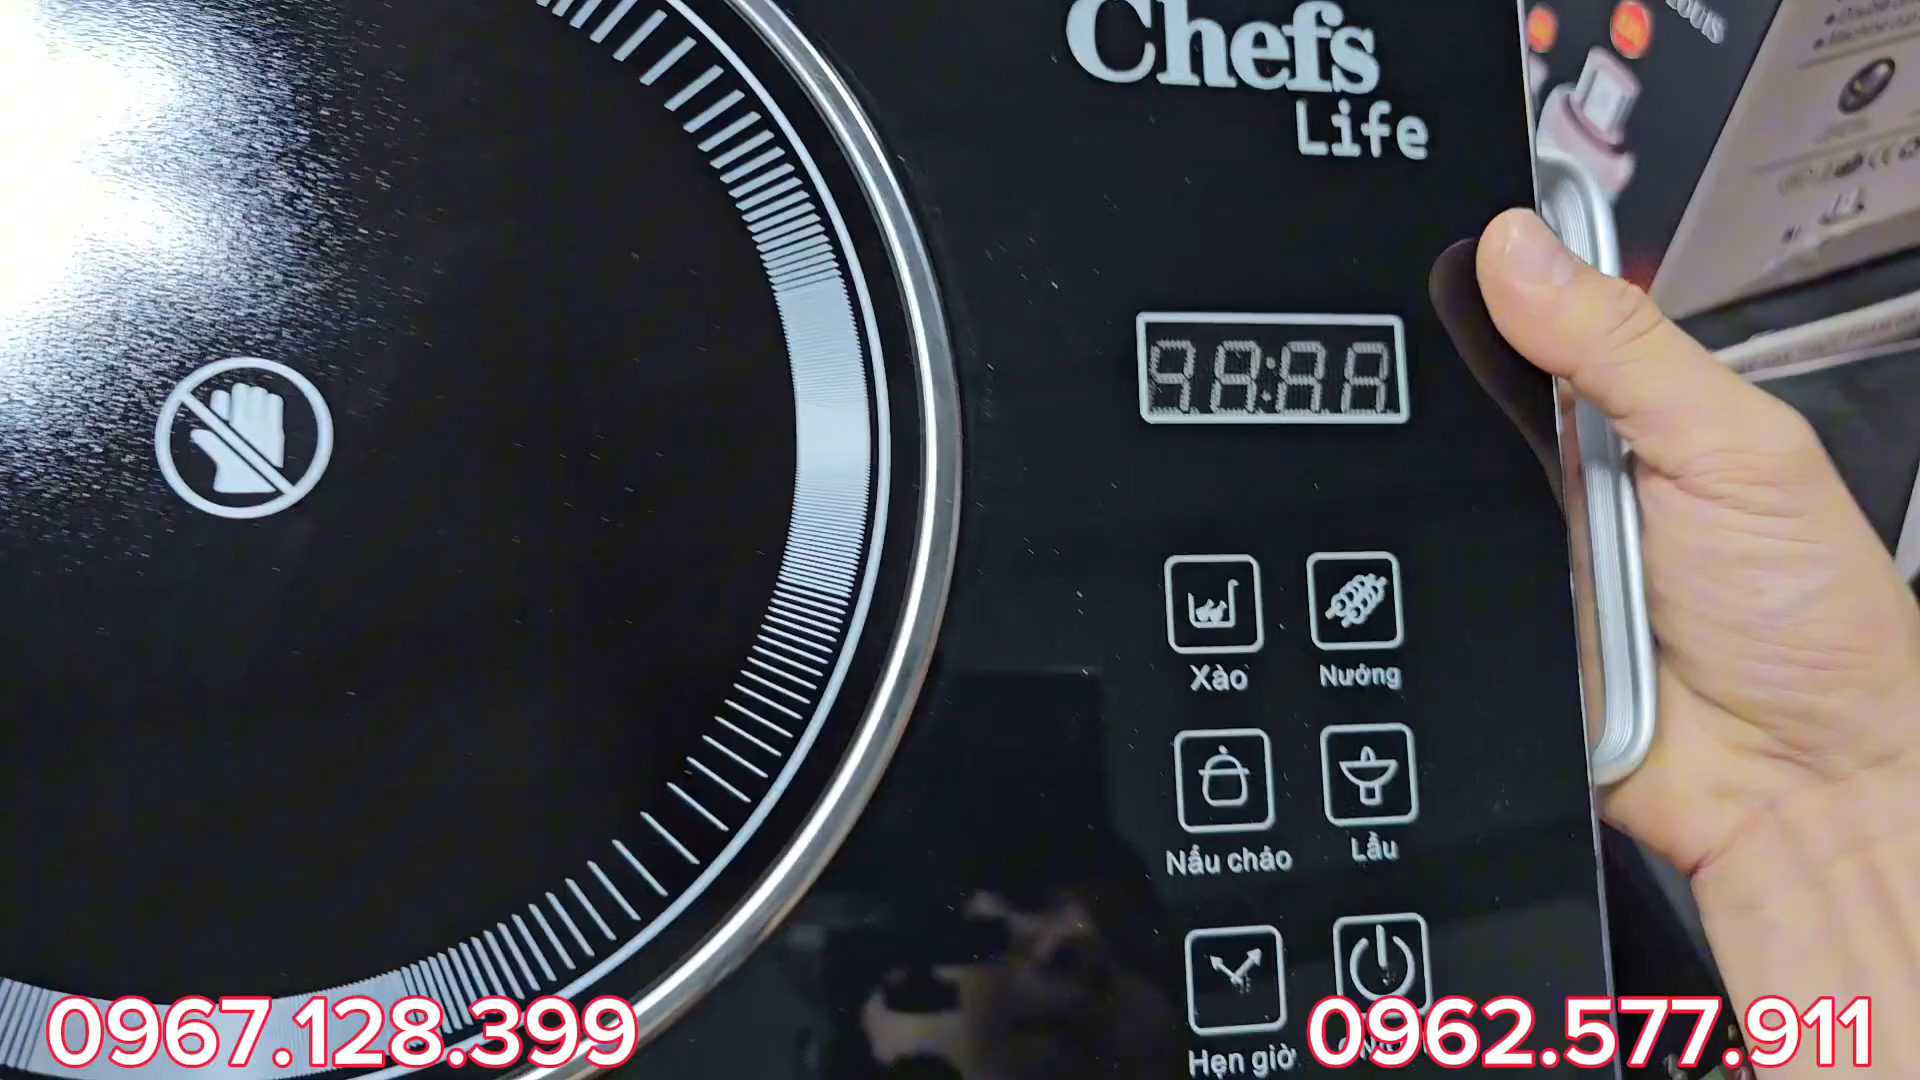 Chefs
Life
Xào
Nướng
Nấu cháo
Lẩu
Hẹn giờ
0967.128.399
0962.577.911